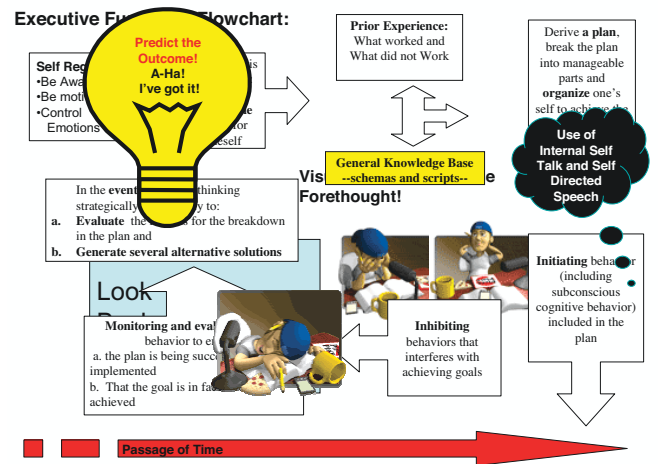 Executive Fu Flowchart:
Predict the
Outcome!
A-Ha!
I've got it!
Self Reg
•Be Awa
•Be moti
•Control
Emotions
is
for
eself
Prior Experience:
What worked and
What did not Work
Derive a plan,
break the plan
into manageable
parts and
organize one's
self to achieve the
Use of
Internal Self
Talk and Self
Directed
Speech
General Knowledge Base
--schemas and scripts--
Vis
Forethought!
In the event thinking
strategically y to:
a. Evaluate the s for the breakdown
in the plan and
b. Generate several alternative solutions
Look
Initiating behavior
(including
subconscious
cognitive behavior)
included in the
plan
Monitoring and eval
behavior to e
a. the plan is being succ
implemented
b. That the goal is in fac
achieved
Inhibiting
behaviors that
interferes with
achieving goals
Passage of Time